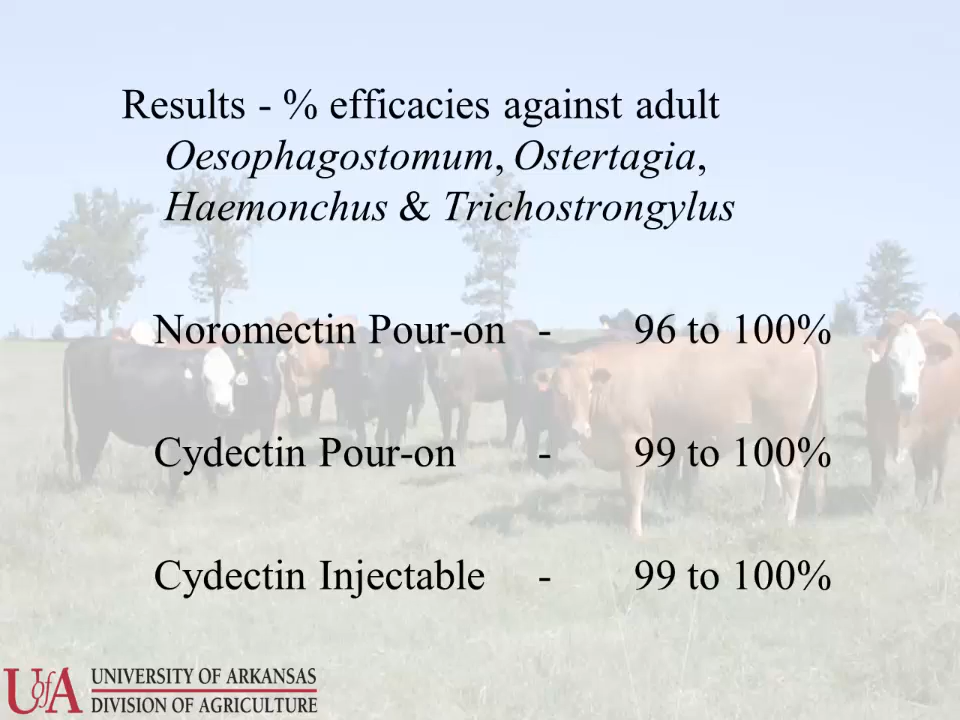 Results - % efficacies against adult
Oesophagostomum, Ostertagia,
Haemonchus & Trichostrongylus
Noromectin Pour-on - 96 to 100%
Cydectin Pour-on - 99 to 100%
Cydectin Injectable - 99 to 100%
UofA UNIVERSITY OF ARKANSAS
DIVISION OF AGRICULTURE